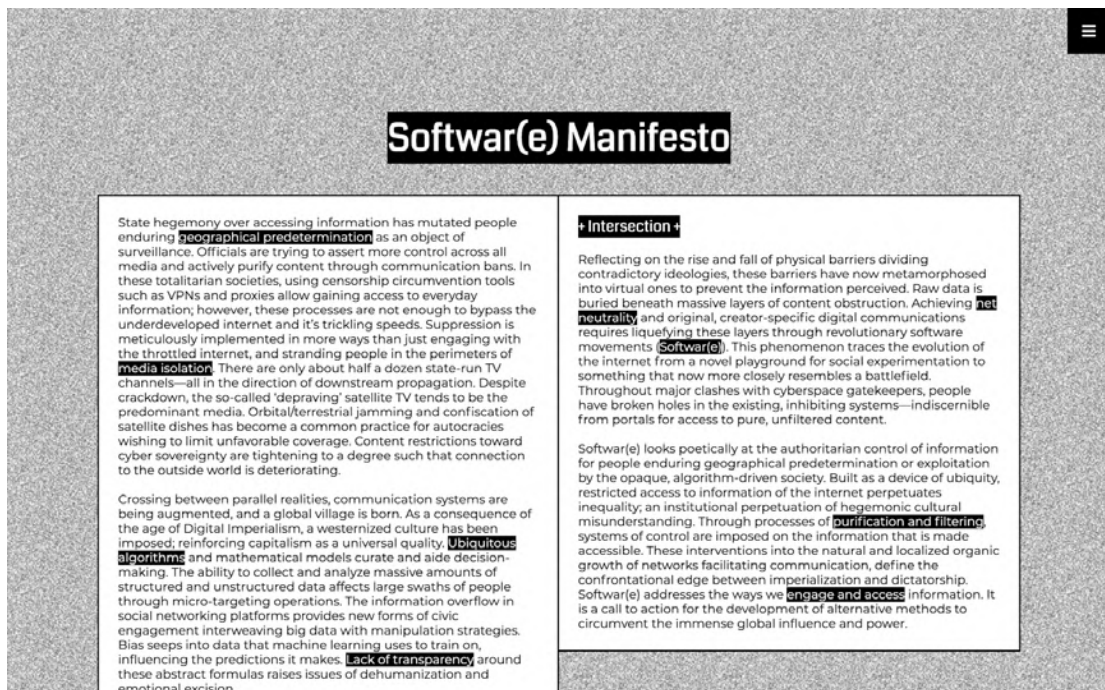 Softwar(e) Manifesto
State hegemony over accessing information has mutated people
enduring geographical predetermination as an object of
surveillance. Officials are trying to assert more control across all
media and actively purify content through communication bans. In
these totalitarian societies, using censorship circumvention tools
such as VPNs and proxies allow gaining access to everyday
information; however, these processes are not enough to bypass the
underdeveloped internet and it's trickling speeds. Suppression is
meticulously implemented in more ways than just engaging with
the throttled internet, and stranding people in the perimeters of
media isolation. There are only about half a dozen state-run TV
channels—all in the direction of downstream propagation. Despite
crackdown, the so-called 'depraving' satellite TV tends to be the
predominant media. Orbital/terrestrial jamming and confiscation of
satellite dishes has become a common practice for autocracies
wishing to limit unfavorable coverage. Content restrictions toward
cyber sovereignty are tightening to a degree such that connection
to the outside world is deteriorating.
Crossing between parallel realities, communication systems are
being augmented, and a global village is born. As a consequence of
the age of Digital Imperialism, a westernized culture has been
imposed; reinforcing capitalism as a universal quality. Ubiquitous
algorithms and mathematical models curate and aide decision-
making. The ability to collect and analyze massive amounts of
structured and unstructured data affects large swaths of people
through micro-targeting operations. The information overflow in
social networking platforms provides new forms of civic
engagement interweaving big data with manipulation strategies.
Bias seeps into data that machine learning uses to train on,
influencing the predictions it makes. Lack of transparency around
these abstract formulas raises issues of dehumanization and
emotional excision.
+ Intersection +
Reflecting on the rise and fall of physical barriers dividing
contradictory ideologies, these barriers have now metamorphosed
into virtual ones to prevent the information perceived. Raw data is
buried beneath massive layers of content obstruction. Achieving net
neutrality and original, creator-specific digital communications
requires liquefying these layers through revolutionary software
movements (Softwar(e)). This phenomenon traces the evolution of
the internet from a novel playground for social experimentation to
something that now more closely resembles a battlefield.
Throughout major clashes with cyberspace gatekeepers, people
have broken holes in the existing, inhibiting systems—indiscernible
from portals for access to pure, unfiltered content.
Softwar(e) looks poetically at the authoritarian control of information
for people enduring geographical predetermination or exploitation
by the opaque, algorithm-driven society. Built as a device of ubiquity,
restricted access to information of the internet perpetuates
inequality; an institutional perpetuation of hegemonic cultural
misunderstanding. Through processes of purification and filtering,
systems of control are imposed on the information that is made
accessible. These interventions into the natural and localized organic
growth of networks facilitating communication, define the
confrontational edge between imperialization and dictatorship.
Softwar(e) addresses the ways we engage and access information. It
is a call to action for the development of alternative methods to
circumvent the immense global influence and power.